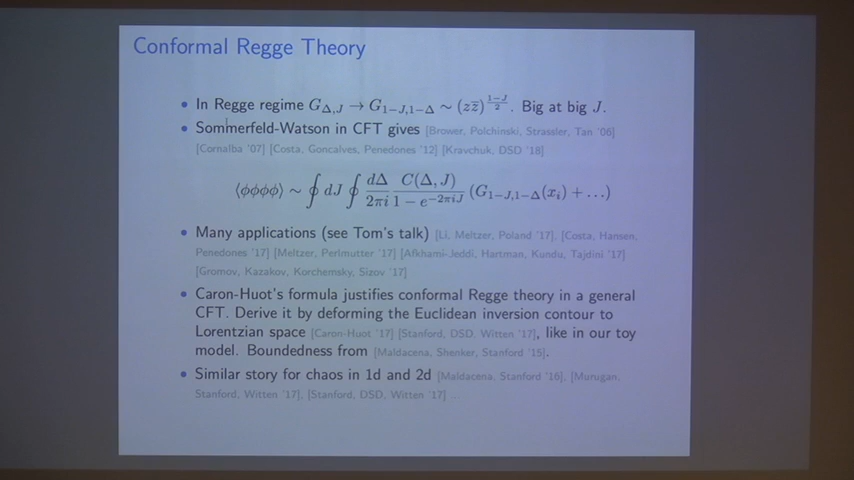 Conformal Regge Theory
• In Regge regime G_{Δ,J} → G_{1−J,1−Δ} ∼ (zz̄)^{\frac{1−J}{2}}. Big at big J.
• Sommerfeld-Watson in CFT gives [Brower, Polchinski, Strassler, Tan '06]
[Cornalba '07] [Costa, Goncalves, Penedones '12] [Kravchuk, DSD '18]
⟨ϕϕϕϕ⟩ ∼ ∮ dJ ∮ \frac{dΔ}{2πi} \frac{C(Δ, J)}{1 − e^{−2πiJ}} (G_{1−J,1−Δ}(x_i) + …)
• Many applications (see Tom's talk) [Li, Meltzer, Poland '17], [Costa, Hansen,
Penedones '17] [Meltzer, Perlmutter '17] [Afkhami-Jeddi, Hartman, Kundu, Tajdini '17]
[Gromov, Kazakov, Korchemsky, Sizov '17]
• Caron-Huot's formula justifies conformal Regge theory in a general
CFT. Derive it by deforming the Euclidean inversion contour to
Lorentzian space [Caron-Huot '17] [Stanford, DSD, Witten '17], like in our toy
model. Boundedness from [Maldacena, Shenker, Stanford '15].
• Similar story for chaos in 1d and 2d [Maldacena, Stanford '16], [Murugan,
Stanford, Witten '17], [Stanford, DSD, Witten '17] .